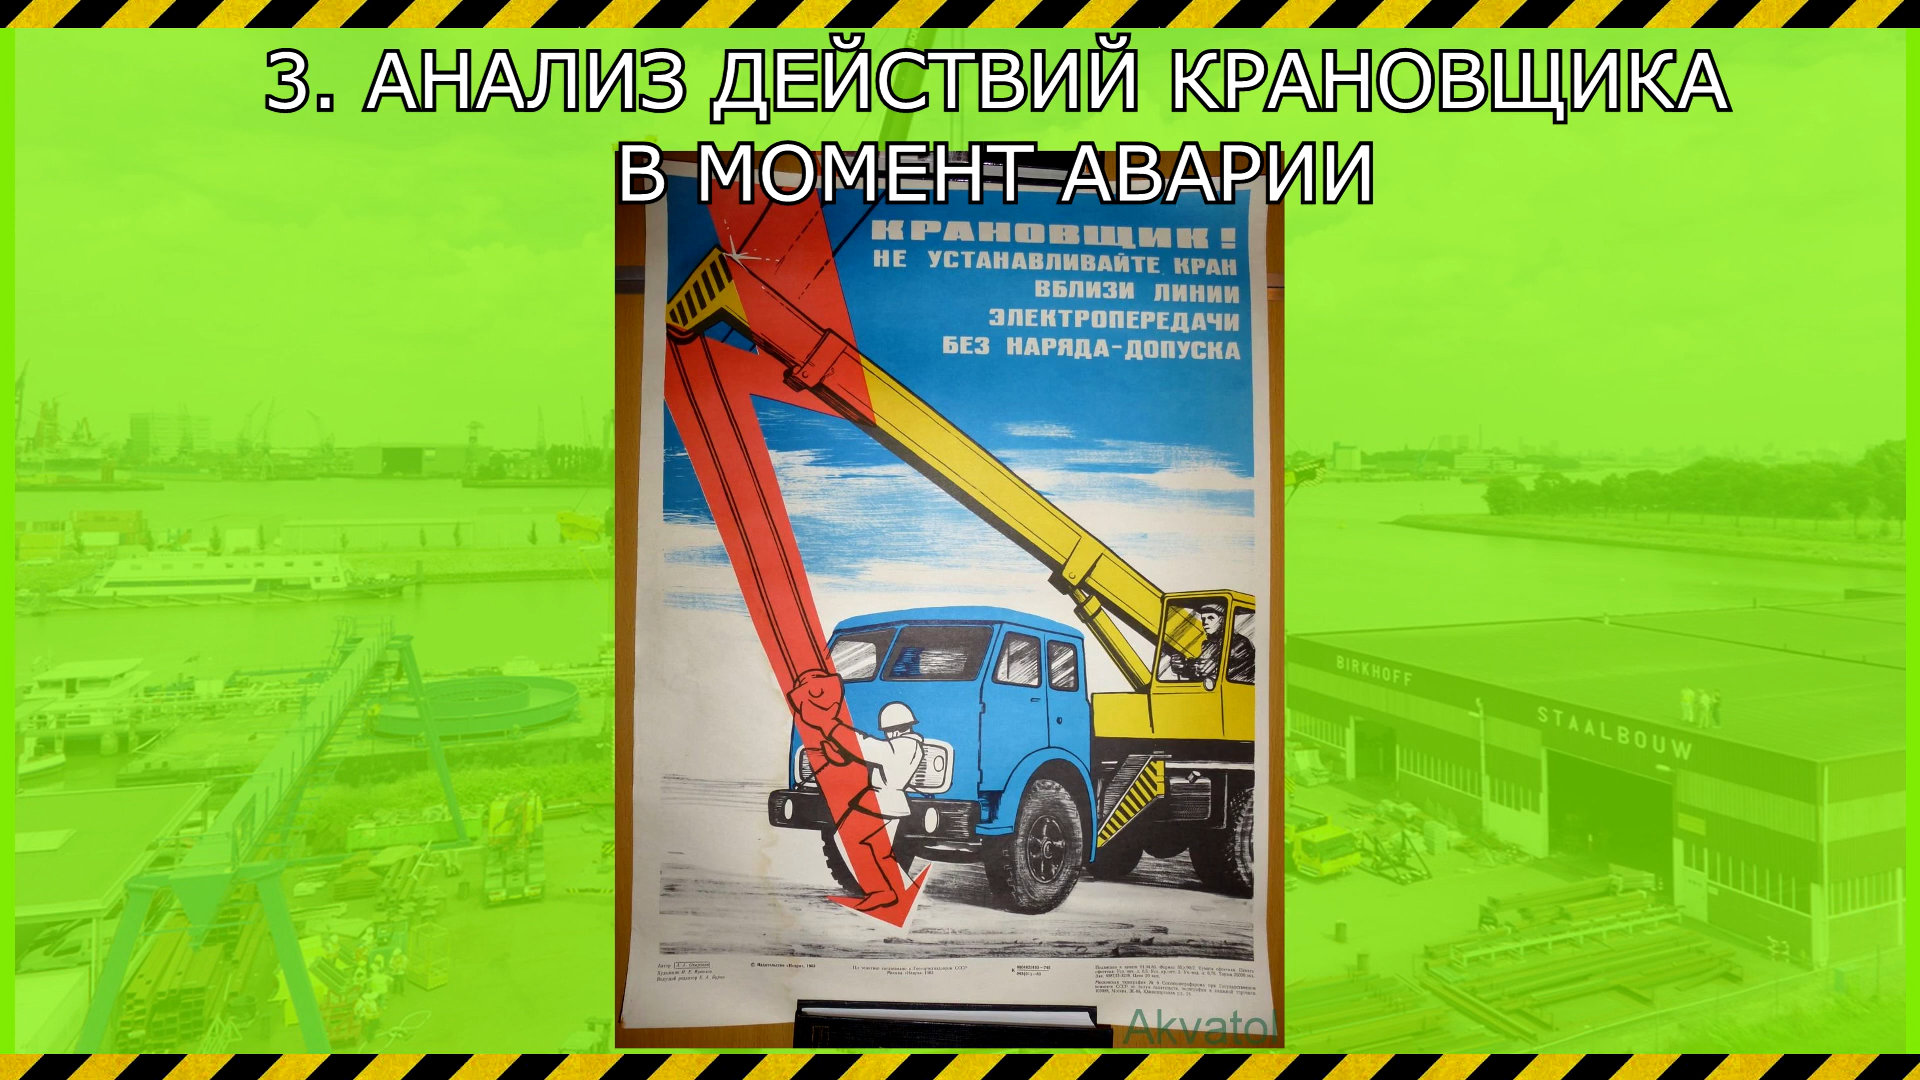 3. АНАЛИЗ ДЕЙСТВИЙ КРАНОВЩИКА
В МОМЕНТ АВАРИИ
КРАНОВЩИК!
НЕ УСТАНАВЛИВАЙТЕ КРАН
ВБЛИЗИ ЛИНИИ
ЭЛЕКТРОПЕРЕДАЧИ
БЕЗ НАРЯДА-ДОПУСКА
BIRKHOFF
STAALBOUW
Akvatol